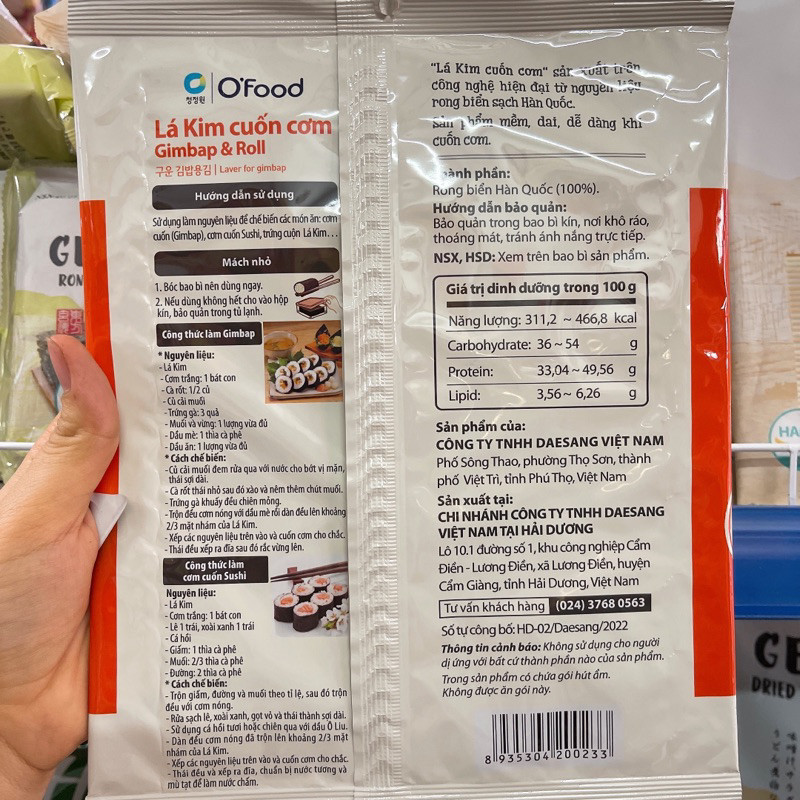 청정원
O'Food
Lá Kim cuốn cơm
Gimbap & Roll
구운 김밥용김 | Laver for gimbap
Hướng dẫn sử dụng
Sử dụng làm nguyên liệu để chế biến các món ăn: cơm
cuốn (Gimbap), cơm cuốn Sushi, trứng cuộn Lá Kim…
Mách nhỏ
1. Bóc bao bì nên dùng ngay.
2. Nếu dùng không hết cho vào hộp
kín, bảo quản trong tủ lạnh.
Công thức làm Gimbap
* Nguyên liệu:
- Lá Kim
- Cơm trắng: 1 bát con
- Cà rốt: 1/2 củ
- Củ cải muối
- Trứng gà: 3 quả
- Muối và vừng: 1 lượng vừa đủ
- Dầu mè: 1 thìa cà phê
- Dầu ăn: 1 lượng vừa đủ
* Cách chế biến:
- Củ cải muối đem rửa qua với nước cho bớt vị mặn,
thái sợi dài.
- Cà rốt thái nhỏ sau đó xào và nêm thêm chút muối.
- Trứng gà khuấy đều chiên mỏng.
- Trộn đều cơm nóng với dầu mè rồi dàn đều lên khoảng
2/3 mặt nhám của Lá Kim.
- Xếp các nguyên liệu trên vào và cuốn cơm cho chắc.
- Thái đều xếp ra đĩa sau đó rắc vừng lên.
Công thức làm
cơm cuốn Sushi
Nguyên liệu:
- Lá Kim
- Cơm trắng: 1 bát con
- Lê 1 trái, xoài xanh 1 trái
- Cá hồi
- Giấm: 1 thìa cà phê
- Muối: 2/3 thìa cà phê
- Đường: 2 thìa cà phê
* Cách chế biến:
- Trộn giấm, đường và muối theo tỉ lệ, sau đó trộn
đều với cơm nóng.
- Rửa sạch lê, xoài xanh, gọt vỏ và thái thành sợi dài.
- Sử dụng cá hồi tươi hoặc chiên qua với dầu Ô Liu.
- Dàn đều cơm nóng đã trộn lên khoảng 2/3 mặt
nhám của Lá Kim.
- Xếp các nguyên liệu trên vào và cuốn cơm cho chắc.
- Thái đều và xếp ra đĩa, chuẩn bị nước tương và
mù tạt để làm nước chấm.
"Lá Kim cuốn cơm" sản xuất trên
công nghệ hiện đại từ nguyên liệu
rong biển sạch Hàn Quốc.
Sản phẩm mềm, dai, dễ dàng khi
cuốn cơm.
Thành phần:
Rong biển Hàn Quốc (100%).
Hướng dẫn bảo quản:
Bảo quản trong bao bì kín, nơi khô ráo,
thoáng mát, tránh ánh nắng trực tiếp.
NSX, HSD: Xem trên bao bì sản phẩm.
Giá trị dinh dưỡng trong 100 g
Năng lượng: 311,2 ~ 466,8 kcal
Carbohydrate: 36 ~ 54 g
Protein: 33,04 ~ 49,56 g
Lipid: 3,56 ~ 6,26 g
Sản phẩm của:
CÔNG TY TNHH DAESANG VIỆT NAM
Phố Sông Thao, phường Thọ Sơn, thành
phố Việt Trì, tỉnh Phú Thọ, Việt Nam
Sản xuất tại:
CHI NHÁNH CÔNG TY TNHH DAESANG
VIỆT NAM TẠI HẢI DƯƠNG
Lô 10.1 đường số 1, khu công nghiệp Cẩm
Điền - Lương Điền, xã Lương Điền, huyện
Cẩm Giàng, tỉnh Hải Dương, Việt Nam
Tư vấn khách hàng (024) 3768 0563
Số tự công bố: HD-02/Daesang/2022
Thông tin cảnh báo: Không sử dụng cho người
dị ứng với bất cứ thành phần nào của sản phẩm.
Trong sản phẩm có chứa gói hút ẩm.
Không được ăn gói này.
8 935304 200233
GE
RON
HA
GE
DRIED